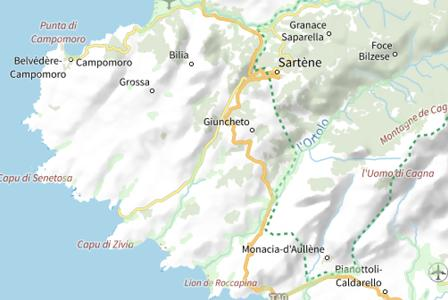 Punta di
Campomoro
Belvédère-
Campomoro
Campomoro
Bilia
Grossa
Granace
Saparella
Foce
Bilzese
Sartène
Giuncheto
l'Ortolo
Montagne de Cagn
l'Uomo di Cagna
Capu di Senetosa
Capu di Zivia
Monacia-d'Aullène
Lion de Roccapina
Pianottoli-
Caldarello